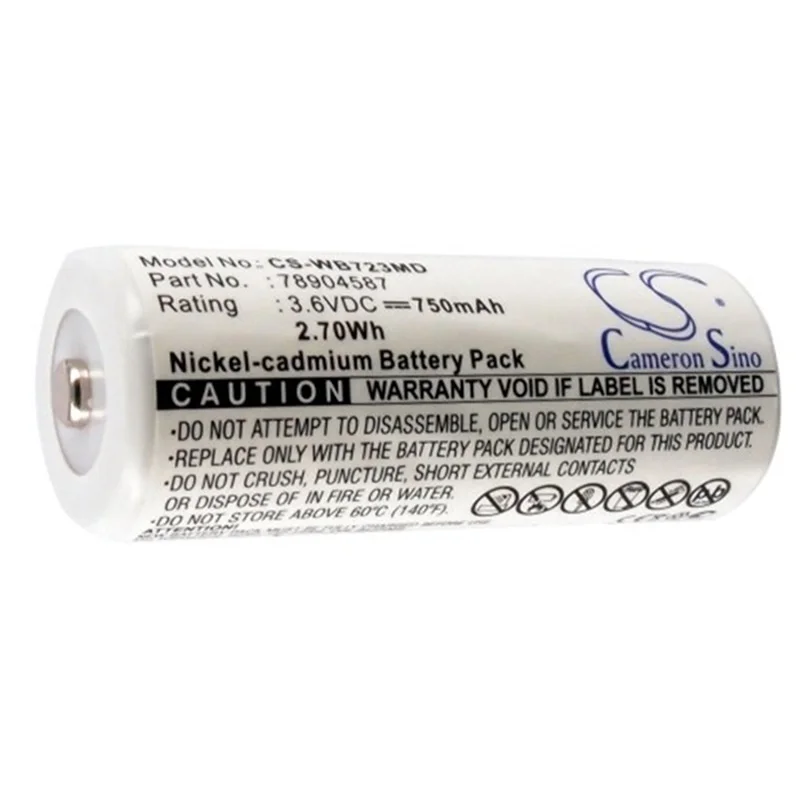 Model No.: CS-WB723MD
Part No. : 78904587
Rating : 3.6VDC 750mAh
2.70Wh
Nickel-cadmium Battery Pack
CS
Cameron Sino
CAUTION WARRANTY VOID IF LABEL IS REMOVED
·DO NOT ATTEMPT TO DISASSEMBLE, OPEN OR SERVICE THE BATTERY PACK.
·REPLACE ONLY WITH THE BATTERY PACK DESIGNATED FOR THIS PRODUCT.
·DO NOT CRUSH, PUNCTURE, SHORT EXTERNAL CONTACTS
OR DISPOSE OF IN FIRE OR WATER.
·DO NOT STORE ABOVE 60°C (140°F).
ATTENTION: